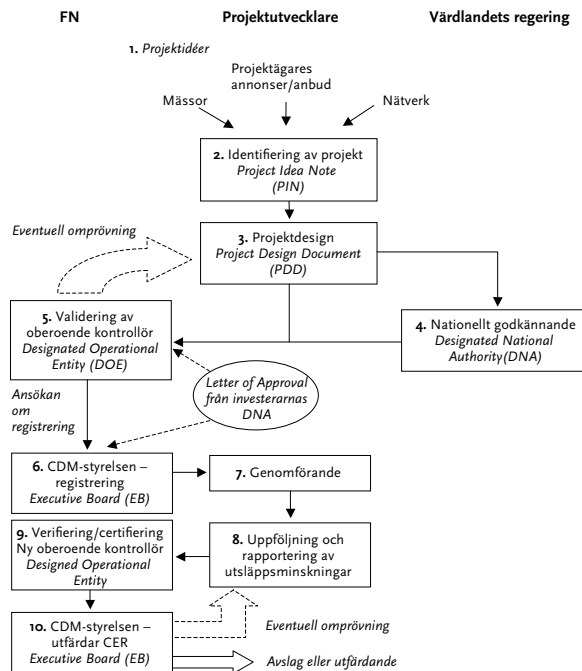 FN Projektutvecklare Värdlandets regering
1. Projektidéer
Projektägares
annonser/anbud
Mässor Nätverk
2. Identifiering av projekt
Project Idea Note
(PIN)
Eventuell omprövning
3. Projektdesign
Project Design Document
(PDD)
5. Validering av
oberoende kontrollör
Designated Operational
Entity (DOE)
4. Nationellt godkännande
Designated National
Authority(DNA)
Letter of Approval
från investerarnas
DNA
Ansökan
om
registrering
6. CDM-styrelsen –
registrering
Executive Board (EB)
7. Genomförande
8. Uppföljning och
rapportering av
utsläppsminskningar
9. Verifiering/certifiering
Ny oberoende kontrollör
Designed Operational
Entity
10. CDM-styrelsen –
utfärdar CER
Executive Board (EB)
Eventuell omprövning
Avslag eller utfärdande